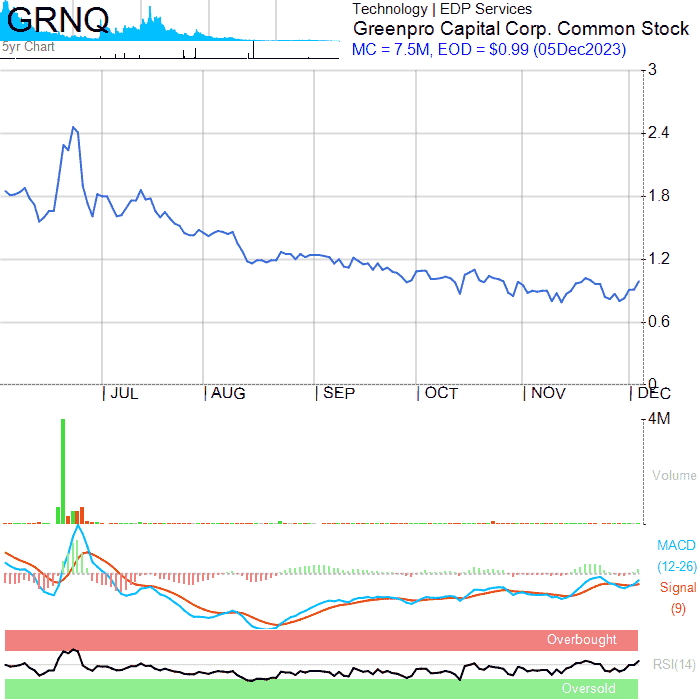 GRNQ
5yr Chart
Technology | EDP Services
Greenpro Capital Corp. Common Stock
MC = 7.5M, EOD = $0.99 (05Dec2023)
3
2.4
1.8
1.2
0.6
0
JUL AUG SEP OCT NOV DEC
4M
Volume
MACD
(12-26)
Signal
(9)
Overbought
RSI(14)
Oversold